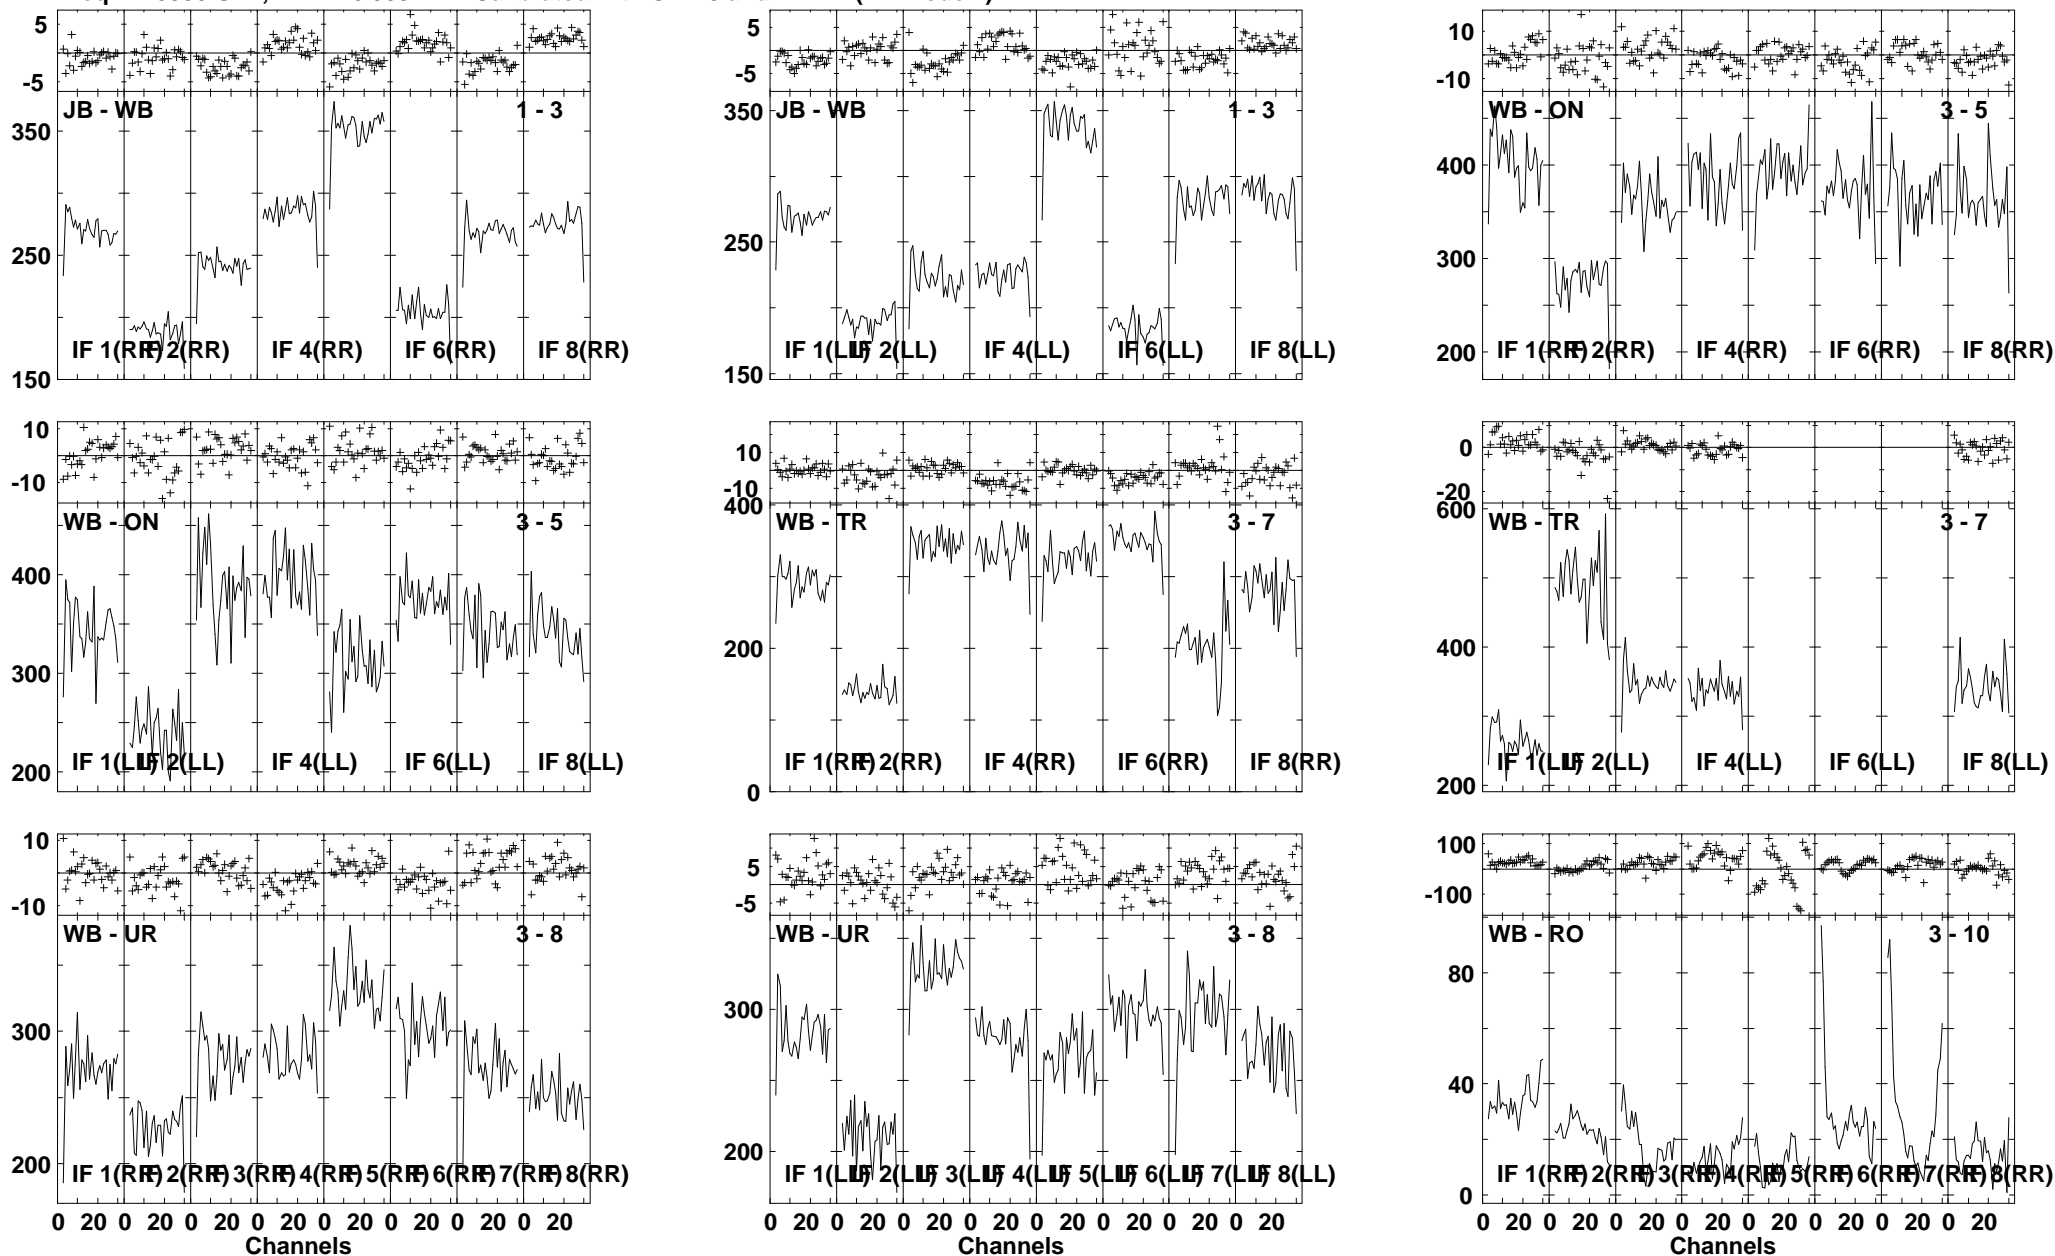 5
-5
JB - WB
1 - 3
350
250
150
IF 1(RR)
2(RR)
IF 4(RR)
IF 6(RR)
IF 8(RR)
5
-5
JB - WB
1 - 3
350
250
150
IF 1(LL)
2(LL)
IF 4(LL)
IF 6(LL)
IF 8(LL)
10
-10
WB - ON
3 - 5
400
300
200
IF 1(RR)
2(RR)
IF 4(RR)
IF 6(RR)
IF 8(RR)
10
-10
WB - ON
3 - 5
400
300
200
IF 1(LL)
2(LL)
IF 4(LL)
IF 6(LL)
IF 8(LL)
10
-10
WB - TR
3 - 7
400
200
0
IF 1(RR)
2(RR)
IF 4(RR)
IF 6(RR)
IF 8(RR)
0
-20
WB - TR
3 - 7
600
400
200
IF 1(LL)
IF 2(LL)
IF 4(LL)
IF 6(LL)
IF 8(LL)
10
-10
WB - UR
3 - 8
300
200
IF 1(RR)
2(RR)
3(RR)
4(RR)
5(RR)
6(RR)
7(RR)
8(RR)
0 20 0 20 0 20 0 20 0 20 0 20 0 20 0 20
Channels
5
-5
WB - UR
3 - 8
300
200
IF 1(LL)
2(LL)
3(LL)
4(LL)
5(LL)
6(LL)
7(LL)
8(LL)
0 20 0 20 0 20 0 20 0 20 0 20 0 20 0 20
Channels
100
-100
WB - RO
3 - 10
80
40
0
IF 1(RR)
2(RR)
3(RR)
4(RR)
5(RR)
6(RR)
7(RR)
8(RR)
0 20 0 20 0 20 0 20 0 20 0 20 0 20 0 20
Channels